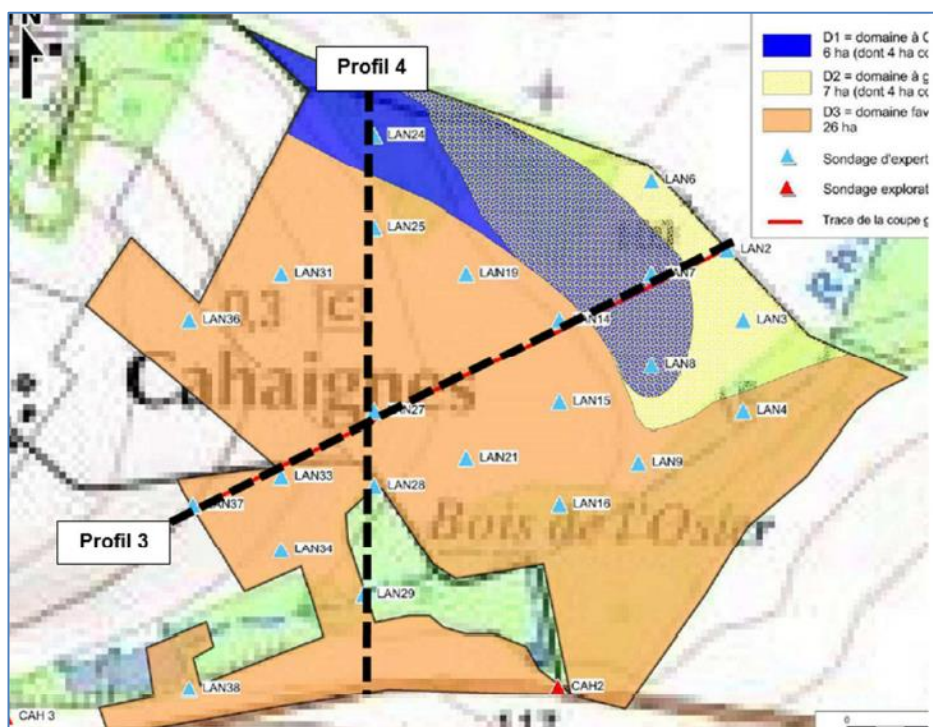 N
Profil 4
D1 = domaine à C
6 ha (dont 4 ha co
D2 = domaine à g
7 ha (dont 4 ha co
D3 = domaine fav
26 ha
Sondage d'expert
Sondage explorat
Trace de la coupe g
LAN24
LAN6
LAN25
LAN2
LAN31
LAN19
LAN7
LAN36
LAN14
LAN3
Cahaignes
LAN8
LAN27
LAN15
LAN4
LAN21
LAN9
LAN33
LAN28
LAN37
LAN16
Bois de l'Osier
Profil 3
LAN34
LAN29
LAN38
CAH2
CAH 3
0